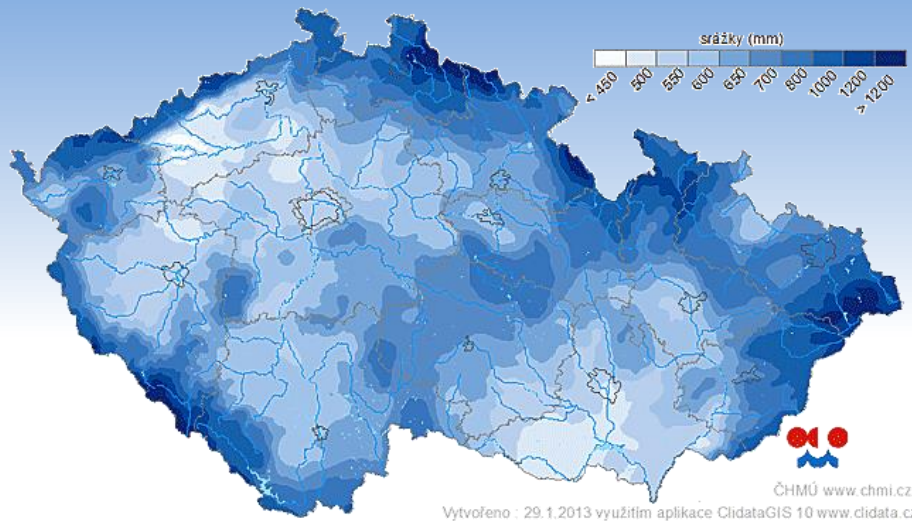 srážky (mm)
< 450 500 550 600 650 700 800 1000 1200 > 1200
ČHMÚ www.chmi.cz
Vytvořeno : 29.1.2013 využitím aplikace ClidataGIS 10 www.clidata.cz